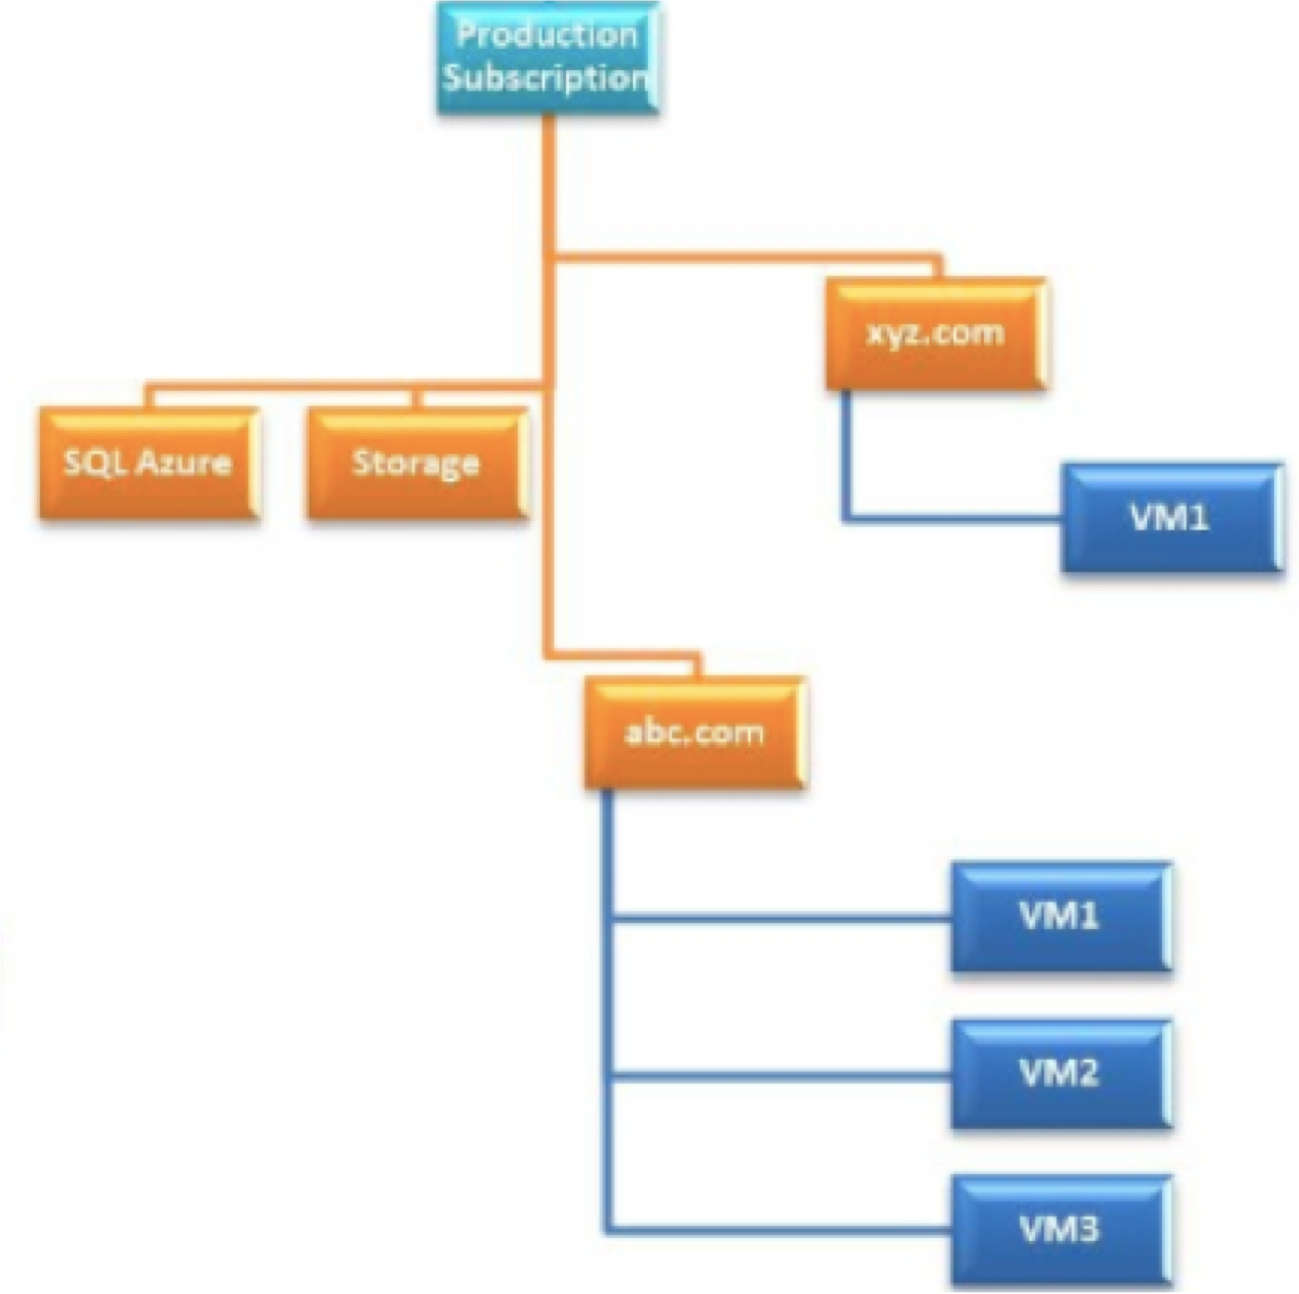 Production
Subscription
xyz.com
SQL Azure
Storage
VM1
abc.com
VM1
VM2
VM3